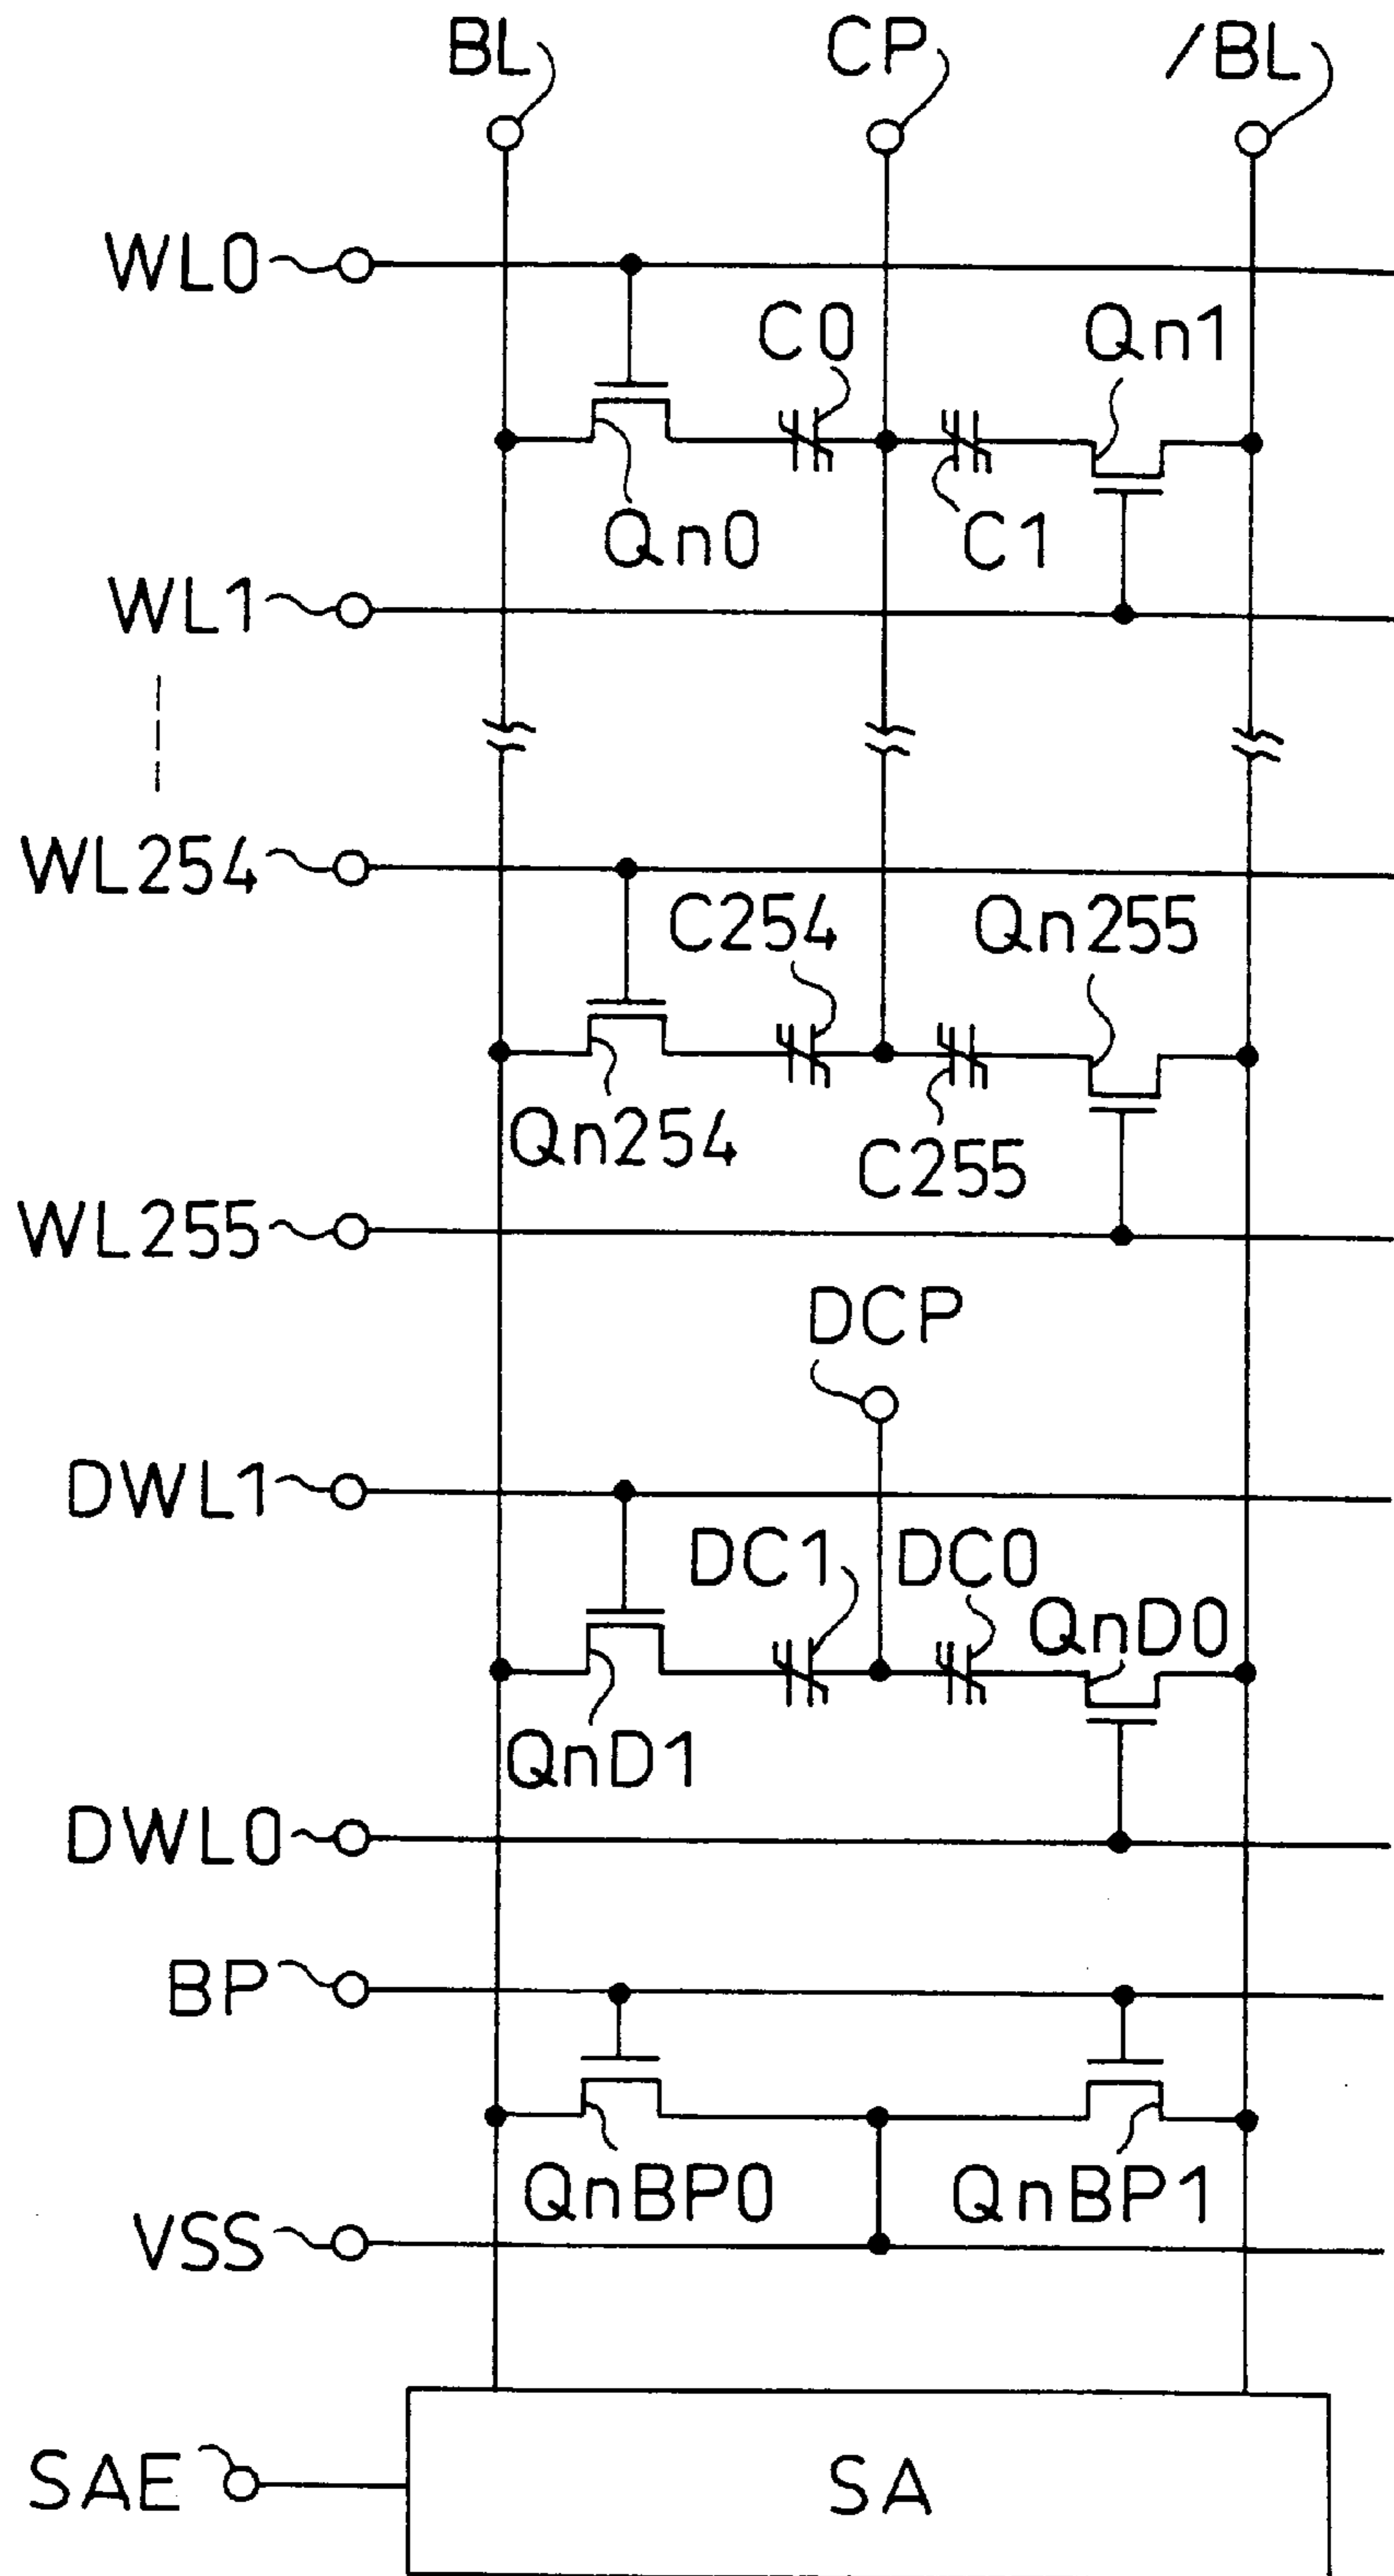 BL
CP
/BL
WL0
C0
Qn1
Qn0
C1
WL1
WL254
C254
Qn255
Qn254
C255
WL255
DCP
DWL1
DC1
DC0
QnD0
QnD1
DWL0
BP
QnBP0
QnBP1
VSS
SAE
SA